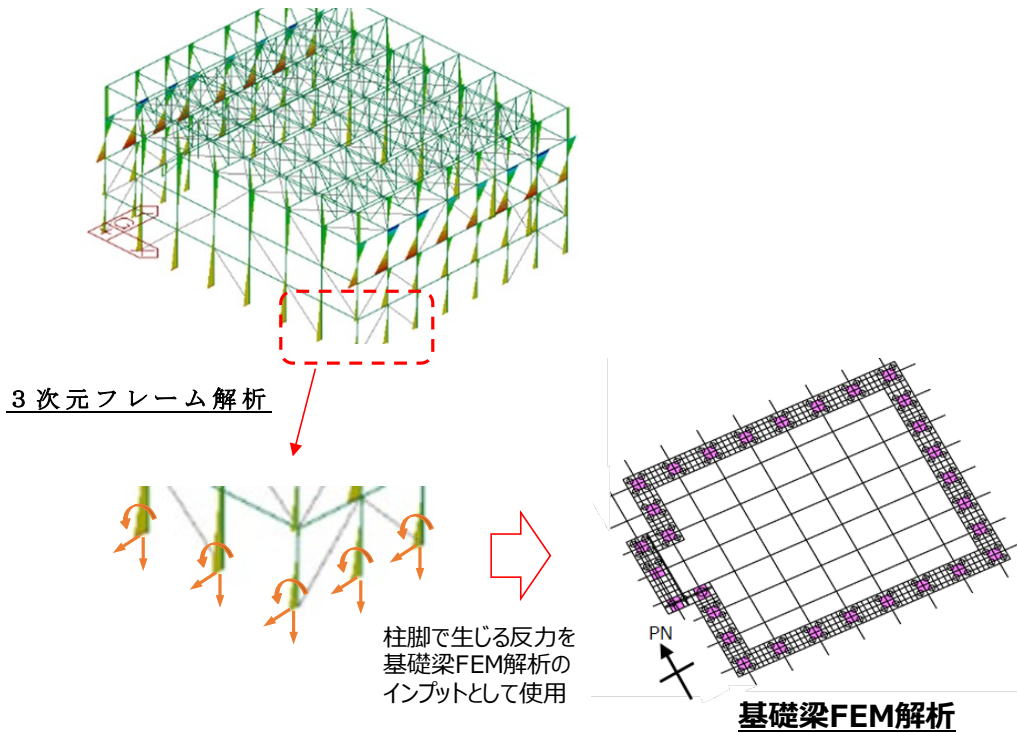 ３次元フレーム解析
柱脚で生じる反力を
基礎梁FEM解析の
インプットとして使用
PN
基礎梁FEM解析